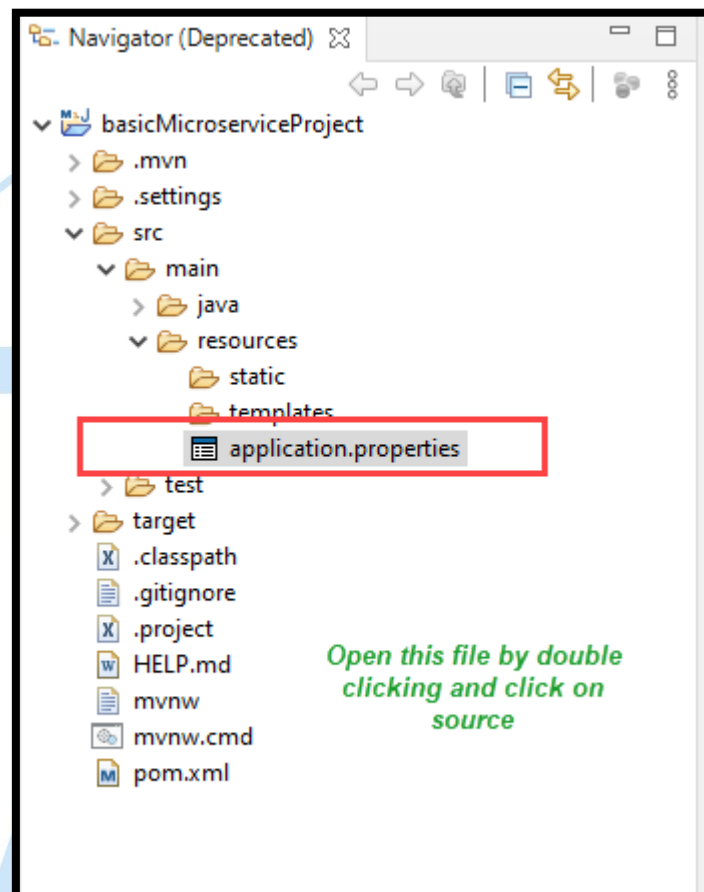 Navigator (Deprecated)
basicMicroserviceProject
.mvn
.settings
src
main
java
resources
static
templates
application.properties
test
target
.classpath
.gitignore
.project
HELP.md
mvnw
mvnw.cmd
pom.xml
Open this file by double
clicking and click on
source